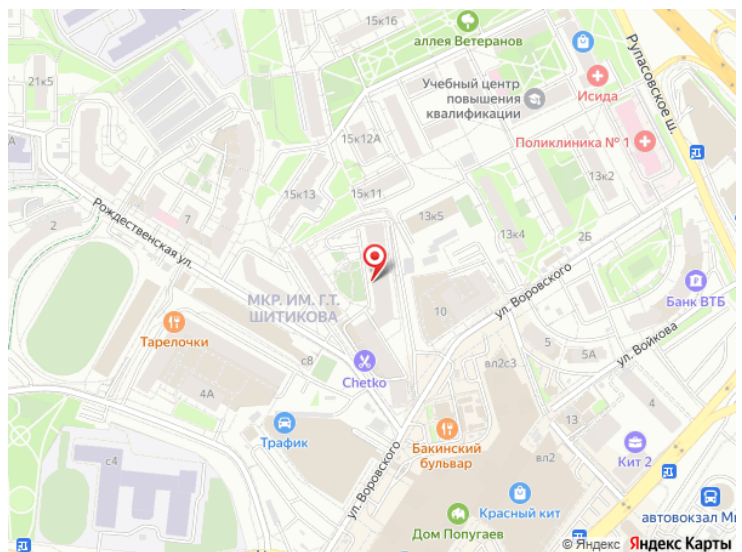 15к16
аллея Ветеранов
Рупасовское ш.
21к5
Учебный центр
повышения
квалификации
Исида
15к12А
Поликлиника № 1
15к13
15к11
13к2
2
7
Рождественская ул.
13к5
13к4
2Б
МКР. ИМ. Г.Т.
ШИТИКОВА
10
ул. Воровского
Банк ВТБ
Тарелочки
с8
Chetko
вл2с3
5
5А
ул. Войкова
4А
Трафик
Бакинский
бульвар
13
4
с4
ул. Воровского
вл2
Кит 2
Красный кит
Дом Попугаев
автовокзал М
© Яндекс Яндекс Карты